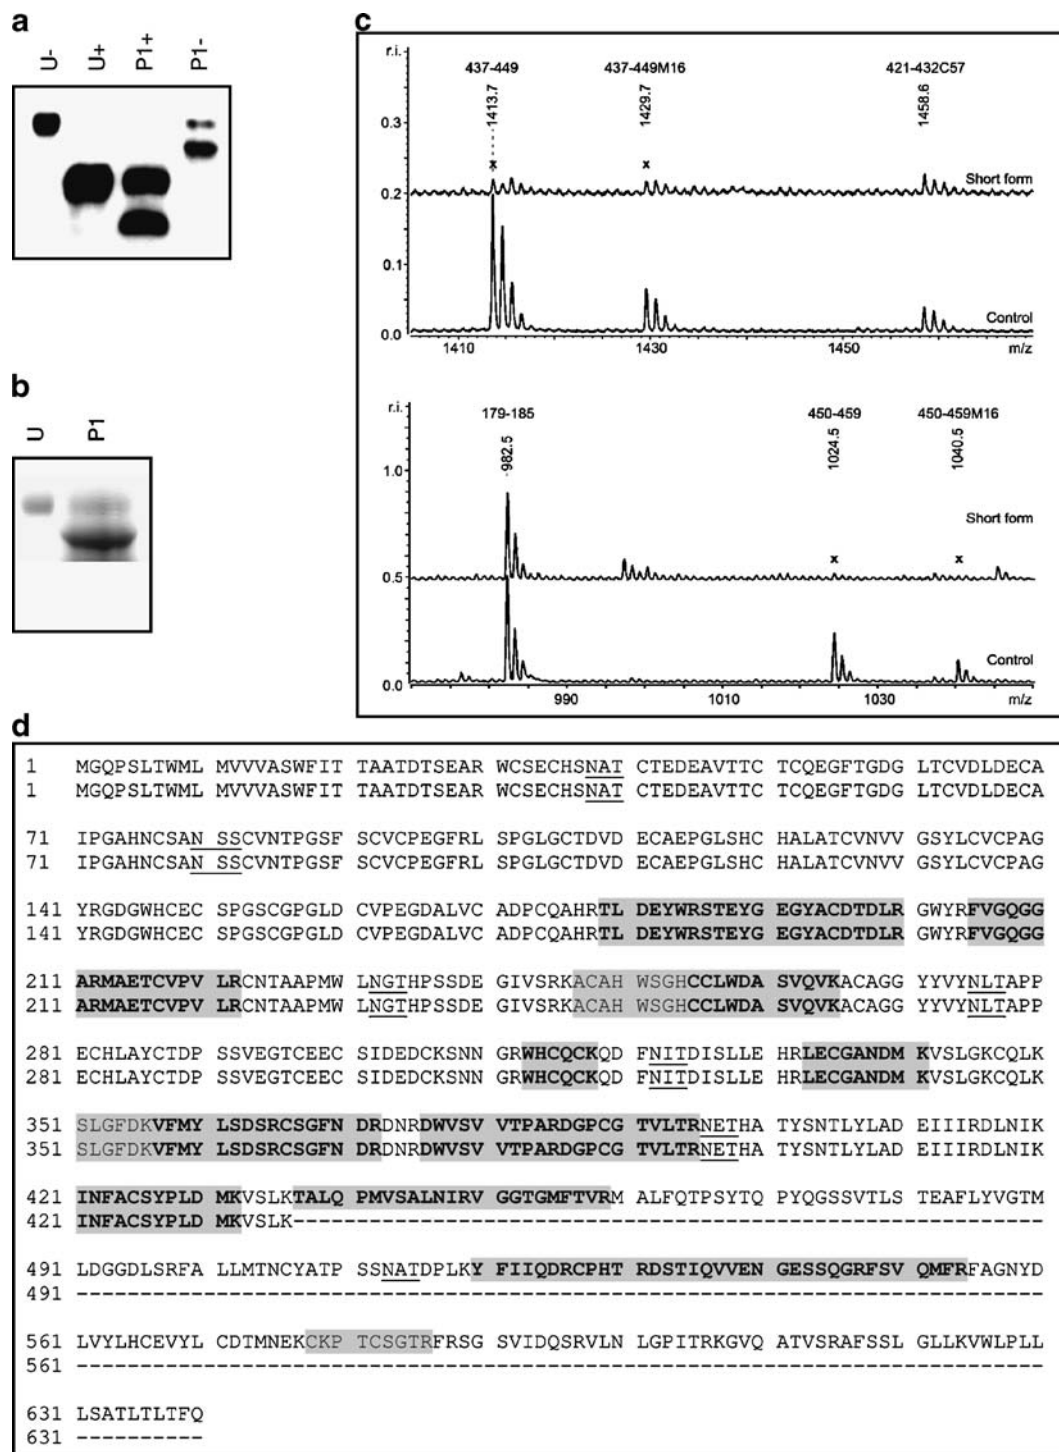 a
U-
U+
P1+
P1-
b
U
P1
c
r.i.
437-449
437-449M16
421-432C57
1413.7
1429.7
1458.6
0.3
x
x
Short form
0.2
0.1
Control
0.0
1410
1430
1450
m/z
r.i.
179-185
450-459
450-459M16
982.5
1024.5
1040.5
1.0
Short form
x
x
0.5
Control
0.0
990
1010
1030
m/z
d
1 MGQPSLTWML MVVVASWFIT TAATDTSEAR WCSECHSNAT CTEDEAVTTC TCQEGFTGDG LTCVDLDECA
1 MGQPSLTWML MVVVASWFIT TAATDTSEAR WCSECHSNAT CTEDEAVTTC TCQEGFTGDG LTCVDLDECA
71 IPGAHNCSAN SSCVNTPGSF SCVCPEGFRL SPGLGCTDVD ECAEPGLSHC HALATCVNVV GSYLCVCPAG
71 IPGAHNCSAN SSCVNTPGSF SCVCPEGFRL SPGLGCTDVD ECAEPGLSHC HALATCVNVV GSYLCVCPAG
141 YRGDGWHCEC SPGSCGPGLD CVPEGDALVC ADPCQAHRTL DEYWRSTEYG EGYACDTDLR GWYRFVGQGG
141 YRGDGWHCEC SPGSCGPGLD CVPEGDALVC ADPCQAHRTL DEYWRSTEYG EGYACDTDLR GWYRFVGQGG
211 ARMAETCVPV LRCNTAAPMW LNGTHPSSDE GIVSRKACAH WSGHCCLWDA SVQVKACAGG YYVYNLTAPP
211 ARMAETCVPV LRCNTAAPMW LNGTHPSSDE GIVSRKACAH WSGHCCLWDA SVQVKACAGG YYVYNLTAPP
281 ECHLAYCTDP SSVEGTCEEC SIDEDCKSNN GRWHCQCKQD FNITDISLLE HRLECGANDM KVSLGKCQLK
281 ECHLAYCTDP SSVEGTCEEC SIDEDCKSNN GRWHCQCKQD FNITDISLLE HRLECGANDM KVSLGKCQLK
351 SLGFDKVFMY LSDSRCSGFN DRDNRDWVSV VTPARDGPCG TVLTRNETHA TYSNTLYLAD EIIIRDLNIK
351 SLGFDKVFMY LSDSRCSGFN DRDNRDWVSV VTPARDGPCG TVLTRNETHA TYSNTLYLAD EIIIRDLNIK
421 INFACSYPLD MKVSLKTALQ PMVSALNIRV GGTGMFTVRM ALFQTPSYTQ PYQGSSVTLS TEAFLYVGTM
421 INFACSYPLD MKVSLK------------------------------------------------------
491 LDGGDLSRFA LLMTNCYATP SSNATDPLKY FIIQDRCPHT RDSTIQVVEN GESSQGRFSV QMFRFAGNYD
491 ----------------------------------------------------------------------
561 LVYLHCEVYL CDTMNEKCKP TCSGTRFRSG SVIDQSRVLN LGPITRKGVQ ATVSRAFSSL GLLKVWLPLL
561 ----------------------------------------------------------------------
631 LSATLTLTFQ
631 ----------